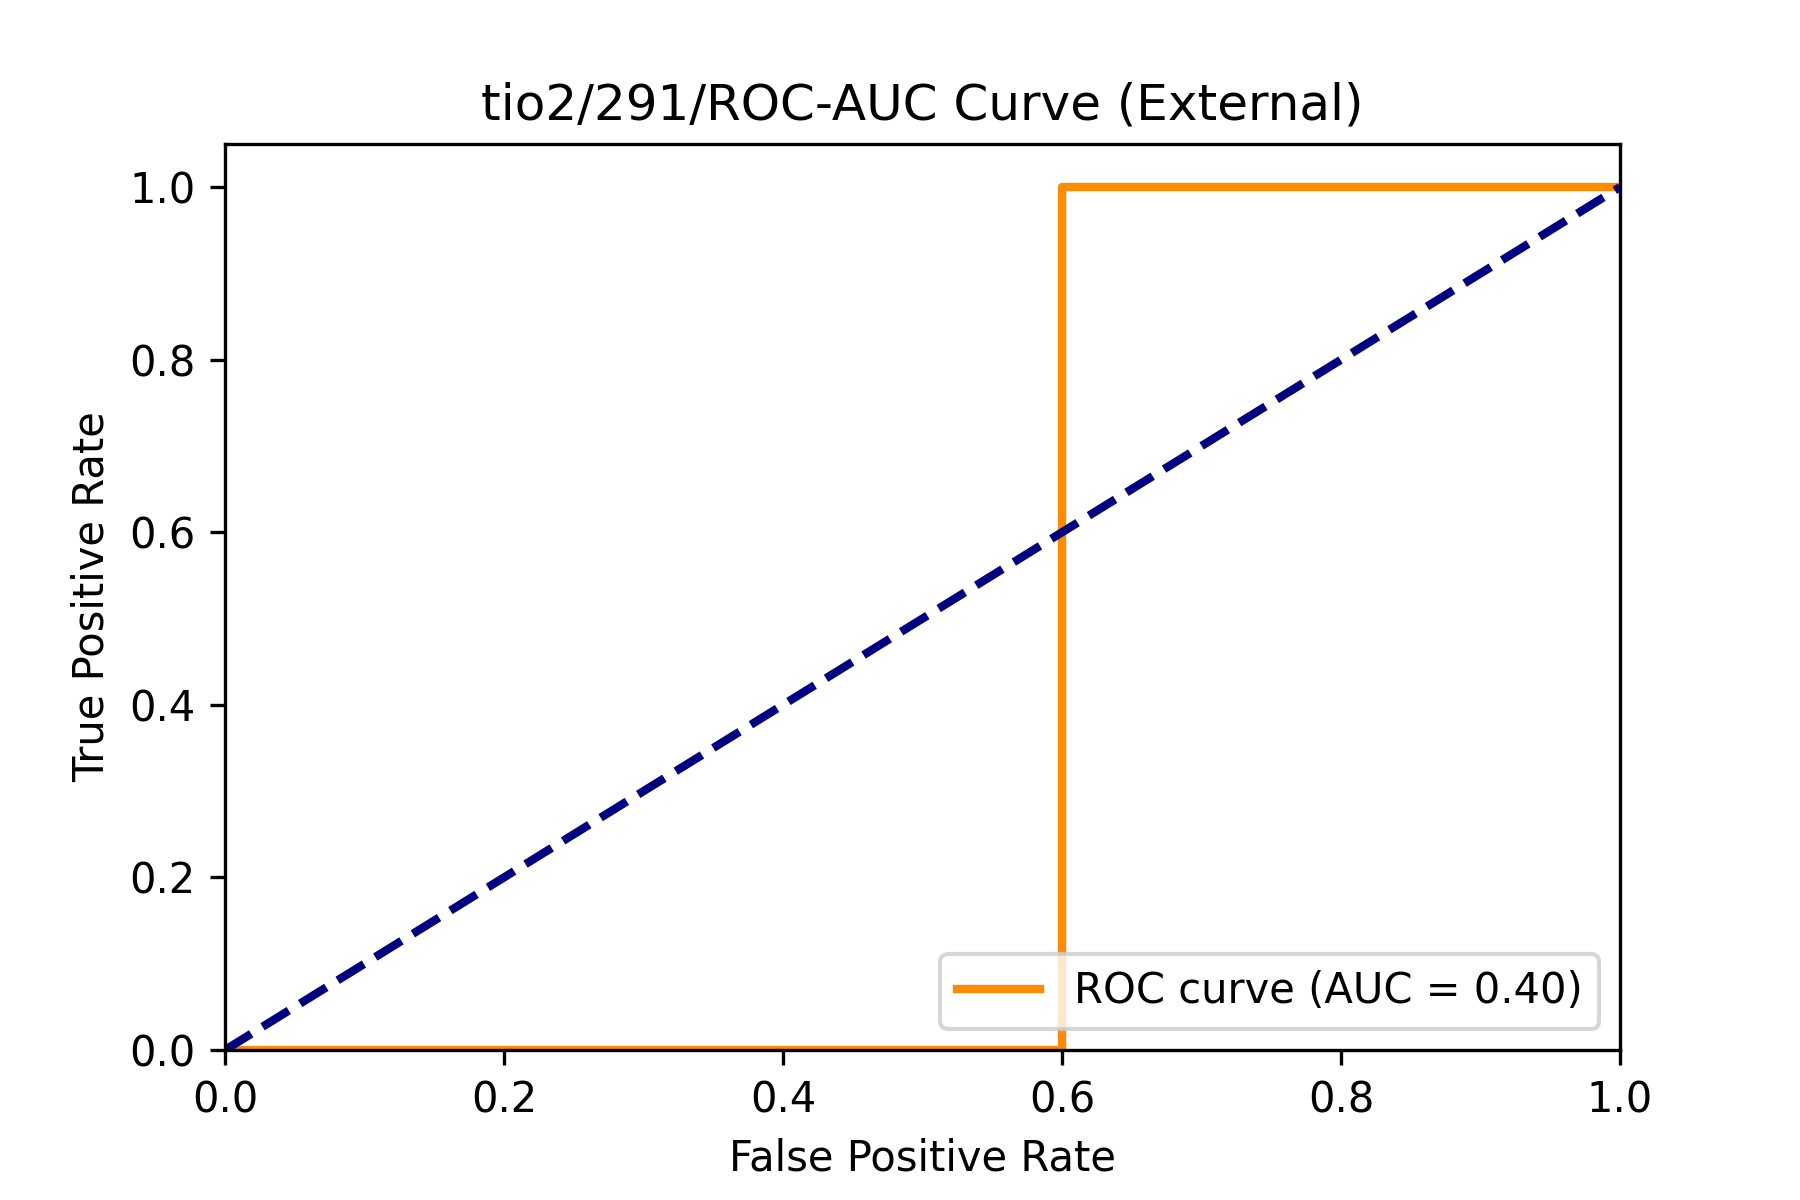 tio2/291/ROC-AUC Curve (External)
1.0
0.8
0.6
0.4
0.2
0.0
True Positive Rate
ROC curve (AUC = 0.40)
0.0 0.2 0.4 0.6 0.8 1.0
False Positive Rate